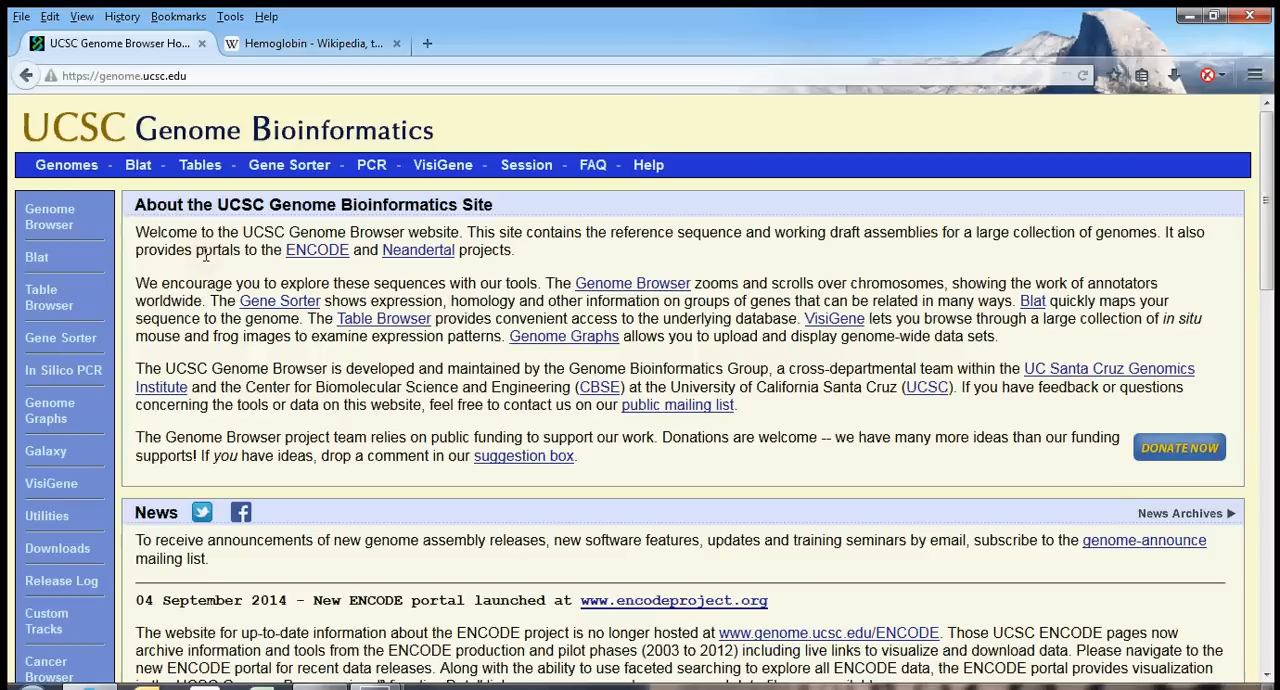 File Edit View History Bookmarks Tools Help
UCSC Genome Browser Ho... × W Hemoglobin - Wikipedia, t... × +
https://genome.ucsc.edu
UCSC Genome Bioinformatics
Genomes - Blat - Tables - Gene Sorter - PCR - VisiGene - Session - FAQ - Help
Genome
Browser
Blat
Table
Browser
Gene Sorter
In Silico PCR
Genome
Graphs
Galaxy
VisiGene
Utilities
Downloads
Release Log
Custom
Tracks
Cancer
Browser
About the UCSC Genome Bioinformatics Site
Welcome to the UCSC Genome Browser website. This site contains the reference sequence and working draft assemblies for a large collection of genomes. It also
provides portals to the ENCODE and Neandertal projects.
We encourage you to explore these sequences with our tools. The Genome Browser zooms and scrolls over chromosomes, showing the work of annotators
worldwide. The Gene Sorter shows expression, homology and other information on groups of genes that can be related in many ways. Blat quickly maps your
sequence to the genome. The Table Browser provides convenient access to the underlying database. VisiGene lets you browse through a large collection of in situ
mouse and frog images to examine expression patterns. Genome Graphs allows you to upload and display genome-wide data sets.
The UCSC Genome Browser is developed and maintained by the Genome Bioinformatics Group, a cross-departmental team within the UC Santa Cruz Genomics
Institute and the Center for Biomolecular Science and Engineering (CBSE) at the University of California Santa Cruz (UCSC). If you have feedback or questions
concerning the tools or data on this website, feel free to contact us on our public mailing list.
The Genome Browser project team relies on public funding to support our work. Donations are welcome -- we have many more ideas than our funding
supports! If you have ideas, drop a comment in our suggestion box.
DONATE NOW
News
News Archives ▶
To receive announcements of new genome assembly releases, new software features, updates and training seminars by email, subscribe to the genome-announce
mailing list.
04 September 2014 - New ENCODE portal launched at www.encodeproject.org
The website for up-to-date information about the ENCODE project is no longer hosted at www.genome.ucsc.edu/ENCODE. Those UCSC ENCODE pages now
archive information and tools from the ENCODE production and pilot phases (2003 to 2012) including live links to visualize and download data. Please navigate to the
new ENCODE portal for recent data releases. Along with the ability to use faceted searching to explore all ENCODE data, the ENCODE portal provides visualization